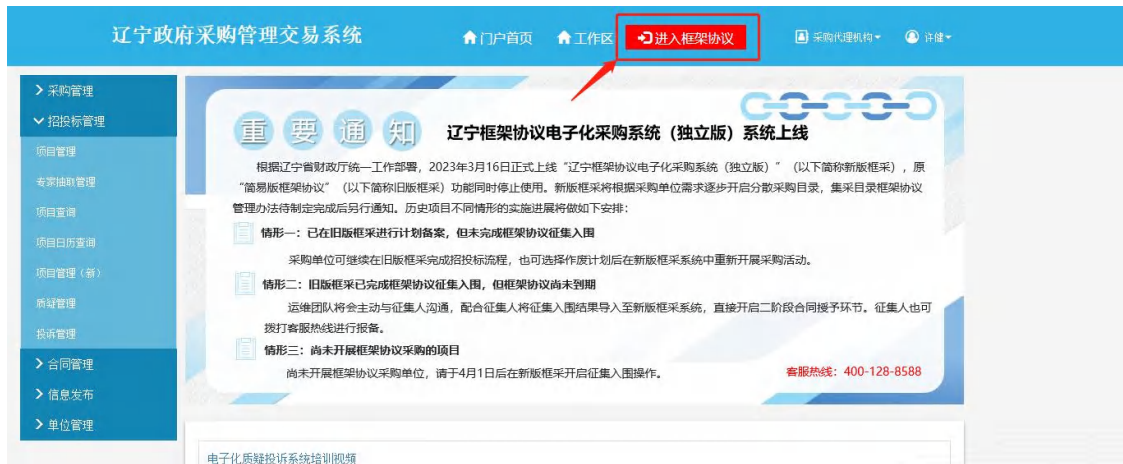 辽宁政府采购管理交易系统
门户首页
工作区
进入框架协议
采购代理机构
许健
采购管理
招投标管理
项目管理
专家抽取管理
项目查询
项目日历查询
项目管理（新）
质疑管理
投诉管理
合同管理
信息发布
单位管理
重要通知
辽宁框架协议电子化采购系统（独立版）系统上线
根据辽宁省财政厅统一工作部署，2023年3月16日正式上线“辽宁框架协议电子化采购系统（独立版）”（以下简称新版框采），原
“简易版框架协议”（以下简称旧版框采）功能同时停止使用。新版框采将根据采购单位需求逐步开启分散采购目录，集采目录框架协议
管理办法待制定完成后另行通知。历史项目不同情形的实施进展将做如下安排：
情形一：已在旧版框采进行计划备案，但未完成框架协议征集入围
采购单位可继续在旧版框采完成招投标流程，也可选择作废计划后在新版框采系统中重新开展采购活动。
情形二：旧版框采已完成框架协议征集入围，但框架协议尚未到期
运维团队将会主动与征集人沟通，配合征集人将征集入围结果导入至新版框采系统，直接开启二阶段合同授予环节。征集人也可
拨打客服热线进行报备。
情形三：尚未开展框架协议采购的项目
尚未开展框架协议采购单位，请于4月1日后在新版框采开启征集入围操作。
客服热线：400-128-8588
电子化质疑投诉系统培训视频